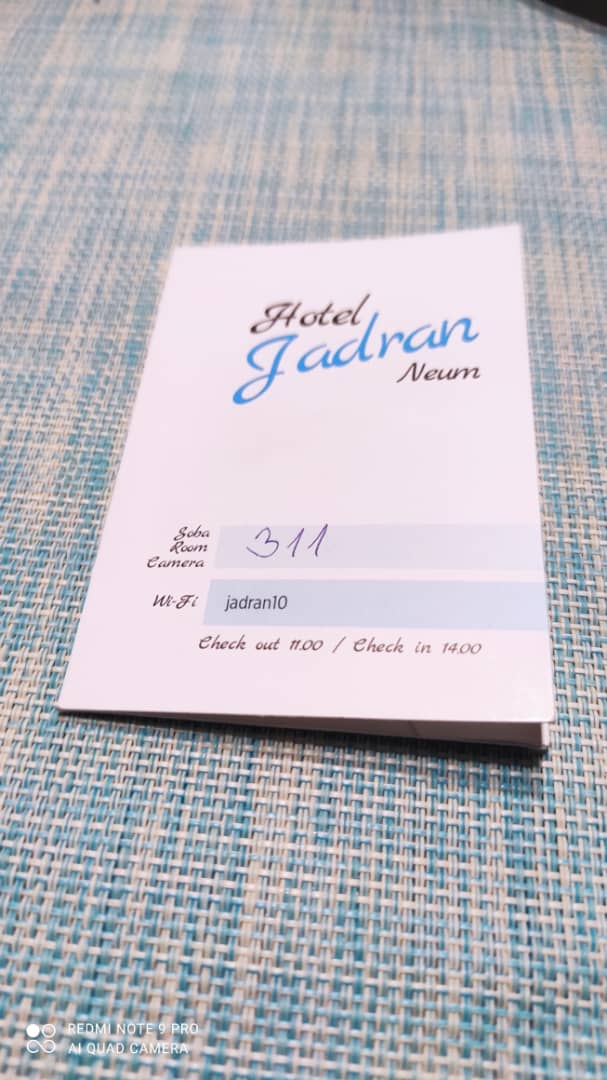 Hotel
Jadran
Neum
Soba
Room
Camera
311
Wi-Fi
jadran10
Check out 11.00 / Check in 14.00
REDMI NOTE 9 PRO
AI QUAD CAMERA